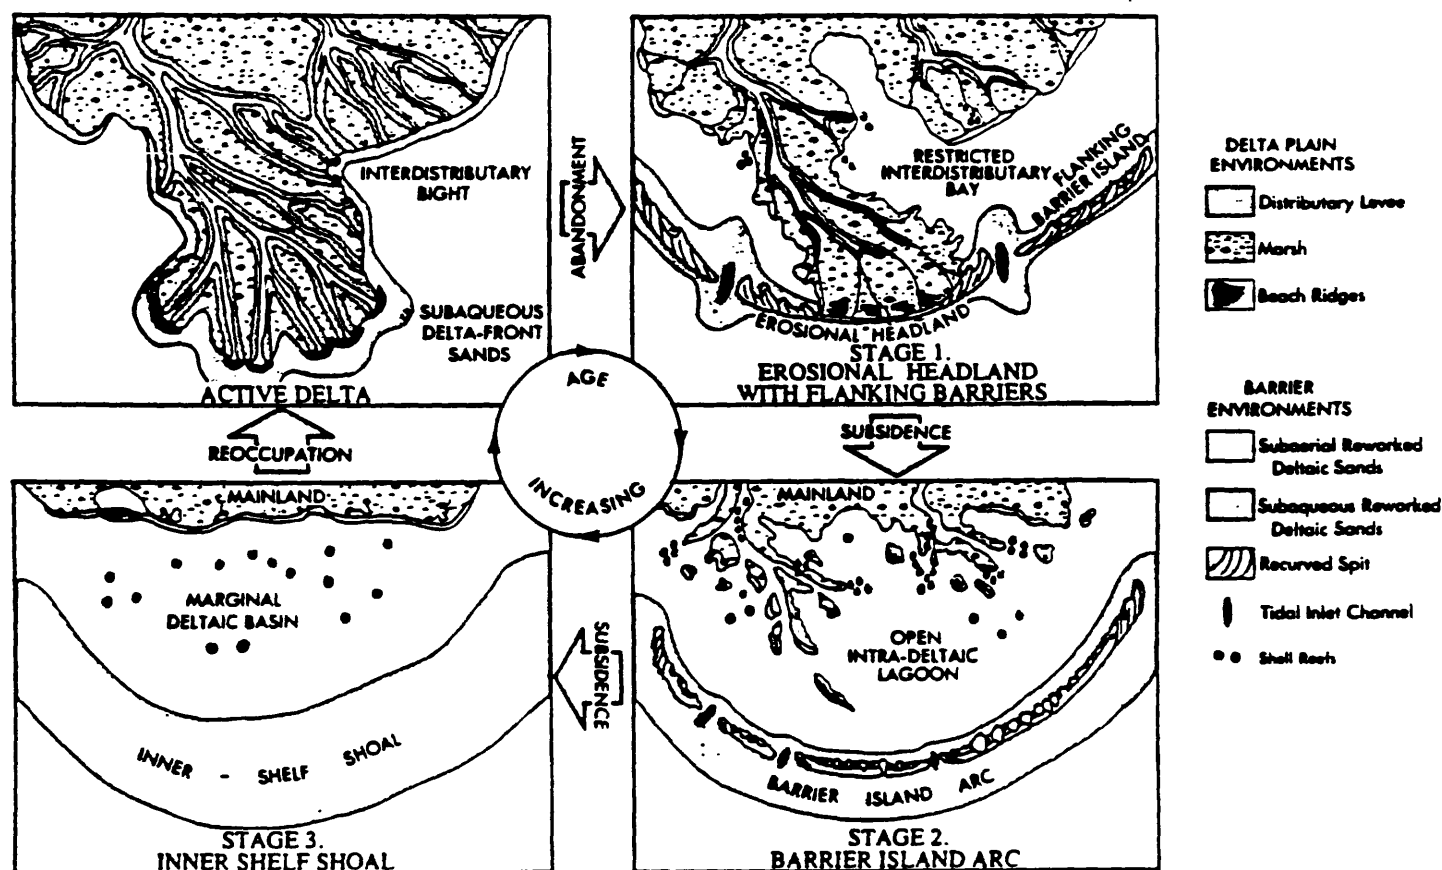 INTERDISTRIBUTARY
BIGHT
SUBAQUEOUS
DELTA-FRONT
SANDS
ACTIVE DELTA
ABANDONMENT
RESTRICTED
INTERDISTRIBUTARY
BAY
FLANKING
BARRIER ISLAND
EROSIONAL HEADLAND
STAGE 1.
EROSIONAL HEADLAND
WITH FLANKING BARRIERS
DELTA PLAIN
ENVIRONMENTS
Distributary Levee
Marsh
Beach Ridges
BARRIER
ENVIRONMENTS
Subaerial Reworked
Deltaic Sands
Subaqueous Reworked
Deltaic Sands
Recurved Spit
Tidal Inlet Channel
Shell Reefs
AGE
INCREASING
REOCCUPATION
SUBSIDENCE
MAINLAND
MARGINAL
DELTAIC BASIN
INNER - SHELF SHOAL
STAGE 3.
INNER SHELF SHOAL
SUBSIDENCE
MAINLAND
OPEN
INTRA-DELTAIC
LAGOON
BARRIER ISLAND ARC
STAGE 2.
BARRIER ISLAND ARC